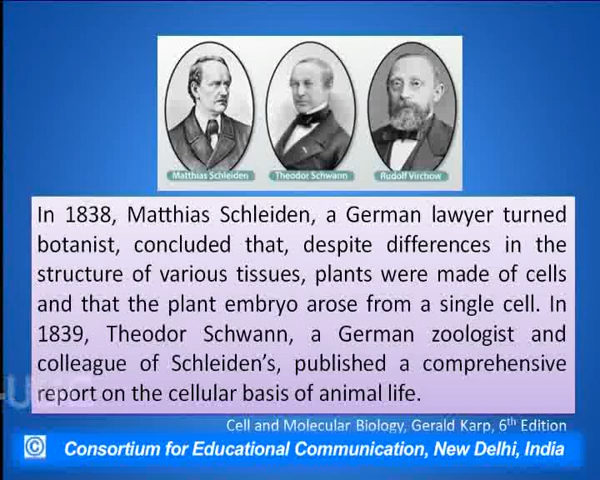 Matthias Schleiden Theodor Schwann Rudolf Virchow
In 1838, Matthias Schleiden, a German lawyer turned
botanist, concluded that, despite differences in the
structure of various tissues, plants were made of cells
and that the plant embryo arose from a single cell. In
1839, Theodor Schwann, a German zoologist and
colleague of Schleiden’s, published a comprehensive
report on the cellular basis of animal life.
Cell and Molecular Biology, Gerald Karp, 6th Edition
© Consortium for Educational Communication, New Delhi, India